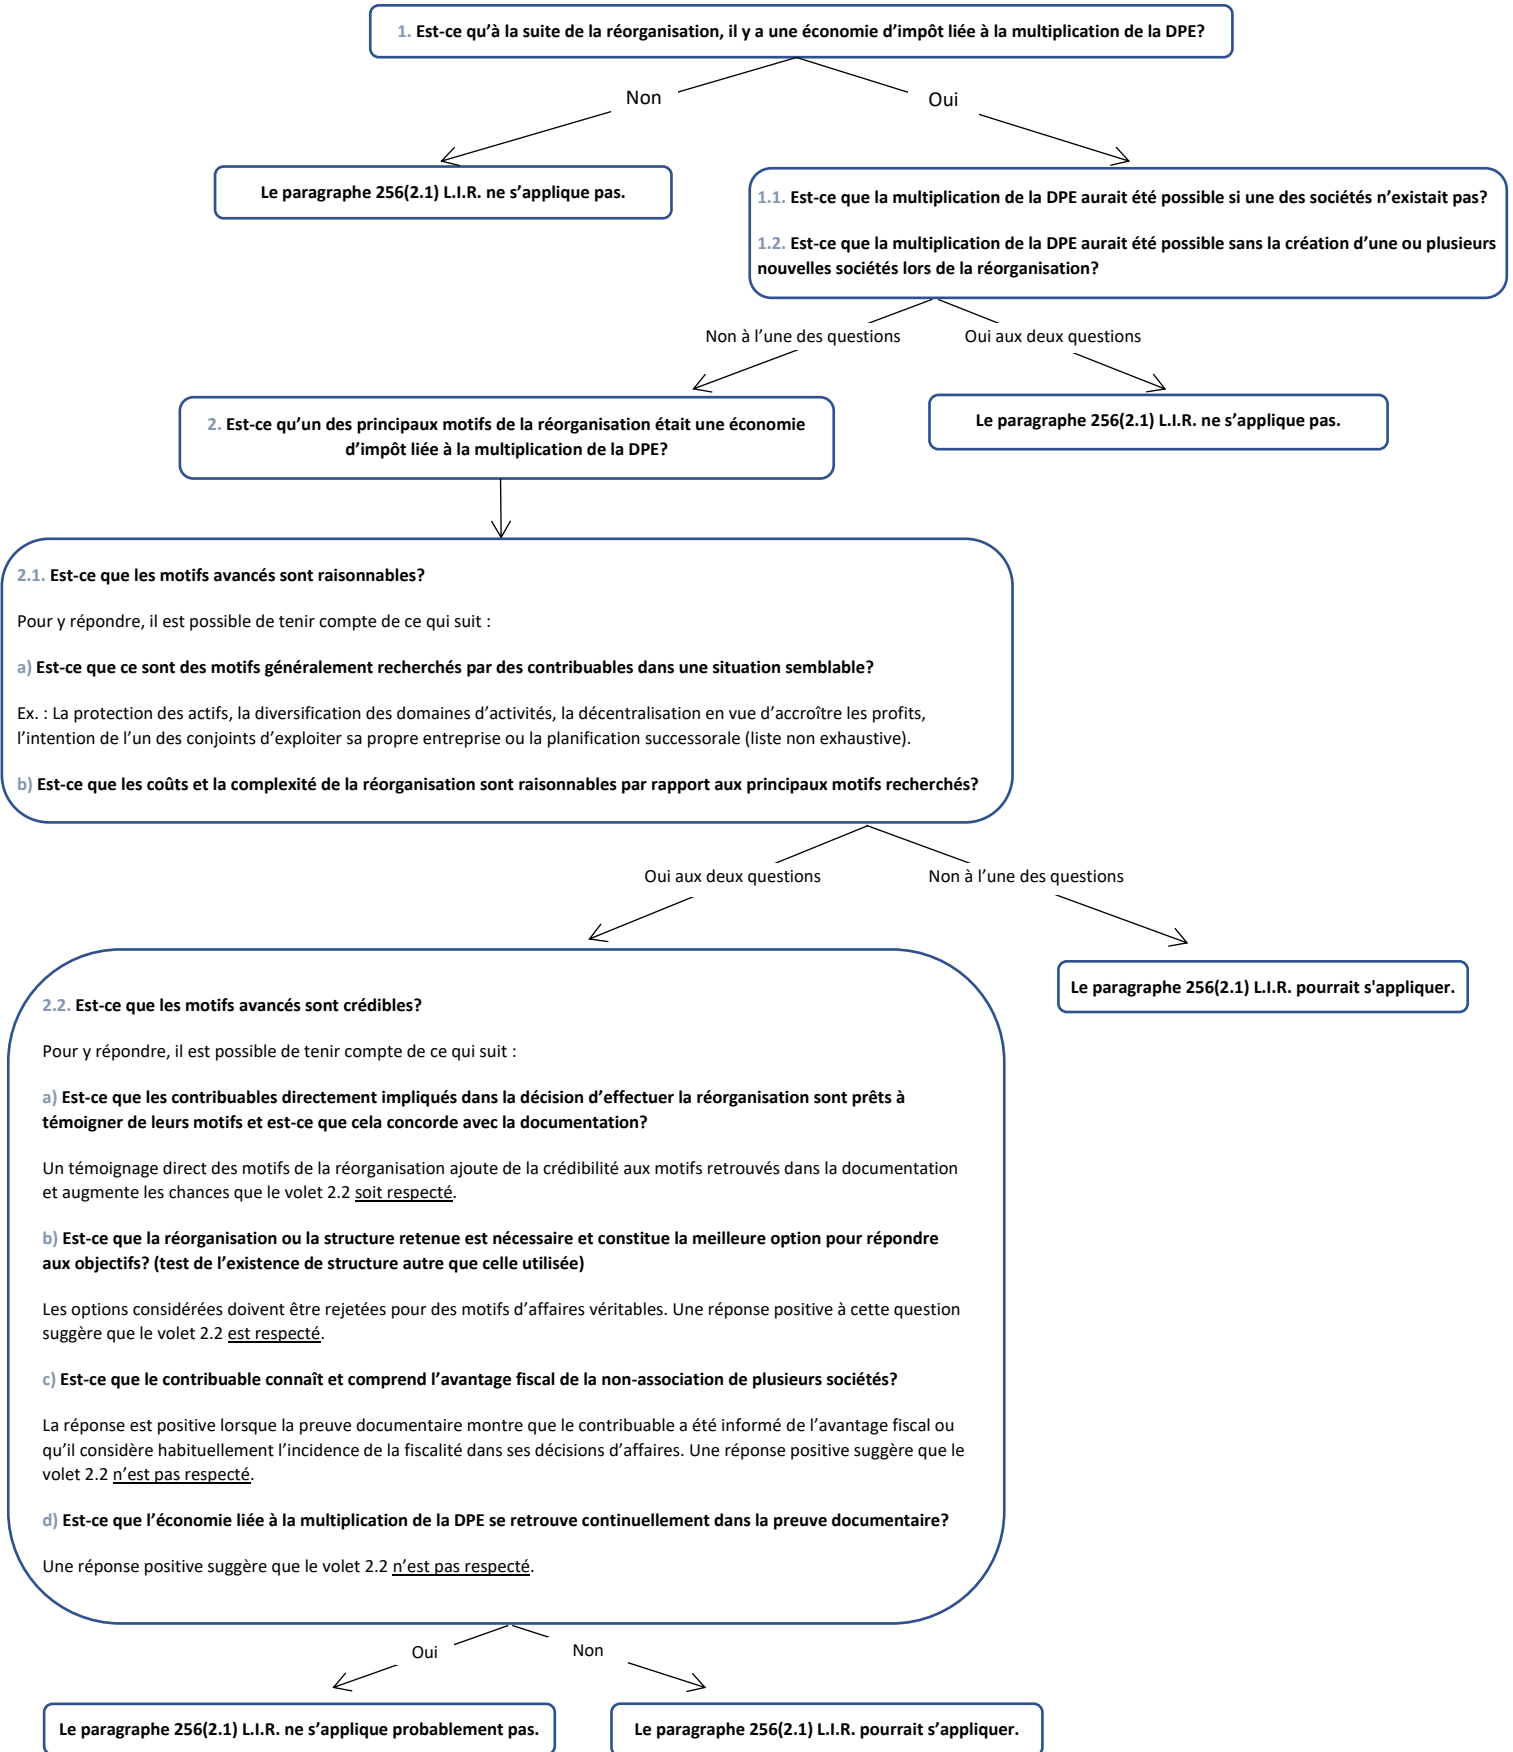 1. Est-ce qu'à la suite de la réorganisation, il y a une économie d'impôt liée à la multiplication de la DPE?
Non
Oui
Le paragraphe 256(2.1) L.I.R. ne s'applique pas.
1.1. Est-ce que la multiplication de la DPE aurait été possible si une des sociétés n'existait pas?
1.2. Est-ce que la multiplication de la DPE aurait été possible sans la création d'une ou plusieurs
nouvelles sociétés lors de la réorganisation?
Non à l'une des questions
Oui aux deux questions
2. Est-ce qu'un des principaux motifs de la réorganisation était une économie
d'impôt liée à la multiplication de la DPE?
Le paragraphe 256(2.1) L.I.R. ne s'applique pas.
2.1. Est-ce que les motifs avancés sont raisonnables?
Pour y répondre, il est possible de tenir compte de ce qui suit :
a) Est-ce que ce sont des motifs généralement recherchés par des contribuables dans une situation semblable?
Ex. : La protection des actifs, la diversification des domaines d'activités, la décentralisation en vue d'accroître les profits,
l'intention de l'un des conjoints d'exploiter sa propre entreprise ou la planification successorale (liste non exhaustive).
b) Est-ce que les coûts et la complexité de la réorganisation sont raisonnables par rapport aux principaux motifs recherchés?
Oui aux deux questions
Non à l'une des questions
Le paragraphe 256(2.1) L.I.R. pourrait s'appliquer.
2.2. Est-ce que les motifs avancés sont crédibles?
Pour y répondre, il est possible de tenir compte de ce qui suit :
a) Est-ce que les contribuables directement impliqués dans la décision d'effectuer la réorganisation sont prêts à
témoigner de leurs motifs et est-ce que cela concorde avec la documentation?
Un témoignage direct des motifs de la réorganisation ajoute de la crédibilité aux motifs retrouvés dans la documentation
et augmente les chances que le volet 2.2 soit respecté.
b) Est-ce que la réorganisation ou la structure retenue est nécessaire et constitue la meilleure option pour répondre
aux objectifs? (test de l'existence de structure autre que celle utilisée)
Les options considérées doivent être rejetées pour des motifs d'affaires véritables. Une réponse positive à cette question
suggère que le volet 2.2 est respecté.
c) Est-ce que le contribuable connaît et comprend l'avantage fiscal de la non-association de plusieurs sociétés?
La réponse est positive lorsque la preuve documentaire montre que le contribuable a été informé de l'avantage fiscal ou
qu'il considère habituellement l'incidence de la fiscalité dans ses décisions d'affaires. Une réponse positive suggère que le
volet 2.2 n'est pas respecté.
d) Est-ce que l'économie liée à la multiplication de la DPE se retrouve continuellement dans la preuve documentaire?
Une réponse positive suggère que le volet 2.2 n'est pas respecté.
Oui
Non
Le paragraphe 256(2.1) L.I.R. ne s'applique probablement pas.
Le paragraphe 256(2.1) L.I.R. pourrait s'appliquer.